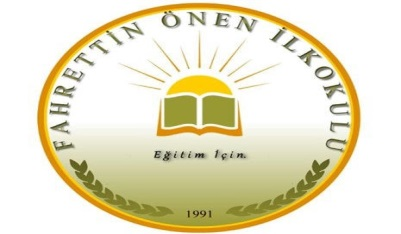 FAHRETTİN ÖNEN İLKOKULU
Eğitim İçin.
1991